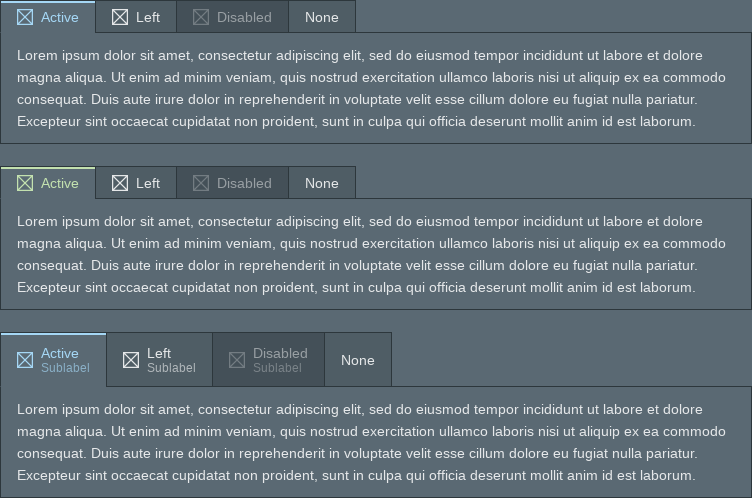 Active Left Disabled None
Lorem ipsum dolor sit amet, consectetur adipiscing elit, sed do eiusmod tempor incididunt ut labore et dolore
magna aliqua. Ut enim ad minim veniam, quis nostrud exercitation ullamco laboris nisi ut aliquip ex ea commodo
consequat. Duis aute irure dolor in reprehenderit in voluptate velit esse cillum dolore eu fugiat nulla pariatur.
Excepteur sint occaecat cupidatat non proident, sunt in culpa qui officia deserunt mollit anim id est laborum.
Active Left Disabled None
Lorem ipsum dolor sit amet, consectetur adipiscing elit, sed do eiusmod tempor incididunt ut labore et dolore
magna aliqua. Ut enim ad minim veniam, quis nostrud exercitation ullamco laboris nisi ut aliquip ex ea commodo
consequat. Duis aute irure dolor in reprehenderit in voluptate velit esse cillum dolore eu fugiat nulla pariatur.
Excepteur sint occaecat cupidatat non proident, sunt in culpa qui officia deserunt mollit anim id est laborum.
Active Left Disabled None
Sublabel Sublabel Sublabel
Lorem ipsum dolor sit amet, consectetur adipiscing elit, sed do eiusmod tempor incididunt ut labore et dolore
magna aliqua. Ut enim ad minim veniam, quis nostrud exercitation ullamco laboris nisi ut aliquip ex ea commodo
consequat. Duis aute irure dolor in reprehenderit in voluptate velit esse cillum dolore eu fugiat nulla pariatur.
Excepteur sint occaecat cupidatat non proident, sunt in culpa qui officia deserunt mollit anim id est laborum.